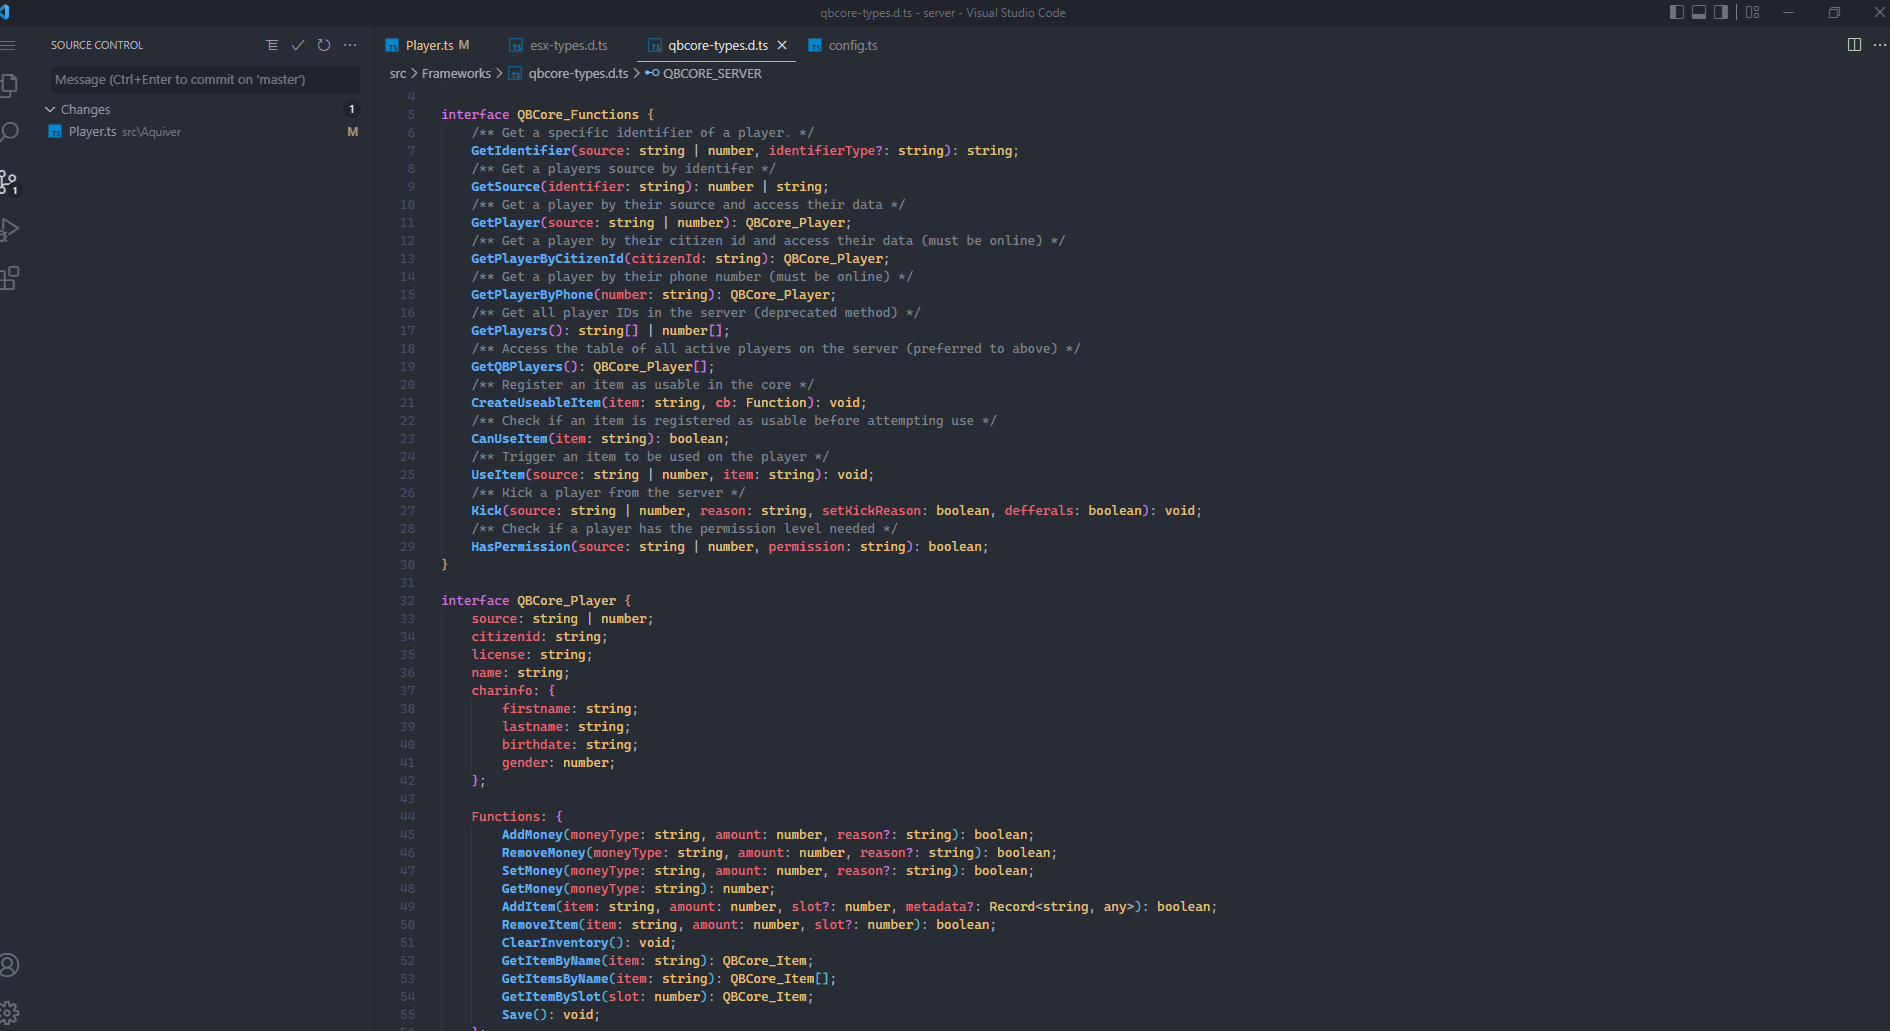 qbcore-types.d.ts - server - Visual Studio Code
SOURCE CONTROL
Message (Ctrl+Enter to commit on 'master')
Changes 1
TS Player.ts src\Aquiver M
1
TS Player.ts M TS esx-types.d.ts TS qbcore-types.d.ts TS config.ts
src > Frameworks > TS qbcore-types.d.ts > QBCORE_SERVER
4
5 interface QBCore_Functions {
6 /** Get a specific identifier of a player. */
7 GetIdentifier(source: string | number, identifierType?: string): string;
8 /** Get a players source by identifer */
9 GetSource(identifier: string): number | string;
10 /** Get a player by their source and access their data */
11 GetPlayer(source: string | number): QBCore_Player;
12 /** Get a player by their citizen id and access their data (must be online) */
13 GetPlayerByCitizenId(citizenId: string): QBCore_Player;
14 /** Get a player by their phone number (must be online) */
15 GetPlayerByPhone(number: string): QBCore_Player;
16 /** Get all player IDs in the server (deprecated method) */
17 GetPlayers(): string[] | number[];
18 /** Access the table of all active players on the server (preferred to above) */
19 GetQBPlayers(): QBCore_Player[];
20 /** Register an item as usable in the core */
21 CreateUseableItem(item: string, cb: Function): void;
22 /** Check if an item is registered as usable before attempting use */
23 CanUseItem(item: string): boolean;
24 /** Trigger an item to be used on the player */
25 UseItem(source: string | number, item: string): void;
26 /** Kick a player from the server */
27 Kick(source: string | number, reason: string, setKickReason: boolean, defferals: boolean): void;
28 /** Check if a player has the permission level needed */
29 HasPermission(source: string | number, permission: string): boolean;
30 }
31
32 interface QBCore_Player {
33 source: string | number;
34 citizenid: string;
35 license: string;
36 name: string;
37 charinfo: {
38 firstname: string;
39 lastname: string;
40 birthdate: string;
41 gender: number;
42 };
43
44 Functions: {
45 AddMoney(moneyType: string, amount: number, reason?: string): boolean;
46 RemoveMoney(moneyType: string, amount: number, reason?: string): boolean;
47 SetMoney(moneyType: string, amount: number, reason?: string): boolean;
48 GetMoney(moneyType: string): number;
49 AddItem(item: string, amount: number, slot?: number, metadata?: Record<string, any>): boolean;
50 RemoveItem(item: string, amount: number, slot?: number): boolean;
51 ClearInventory(): void;
52 GetItemByName(item: string): QBCore_Item;
53 GetItemsByName(item: string): QBCore_Item[];
54 GetItemBySlot(slot: number): QBCore_Item;
55 Save(): void;